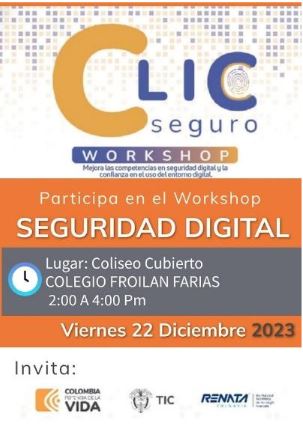 CLIC
seguro
WORKSHOP
Mejora las competencias en seguridad digital y la
confianza en el uso del entorno digital.
Participa en el Workshop
SEGURIDAD DIGITAL
Lugar: Coliseo Cubierto
COLEGIO FROILAN FARIAS
2:00 A 4:00 Pm
Viernes 22 Diciembre 2023
Invita:
COLOMBIA
POTENCIA DE LA
VIDA
TIC
RENATA